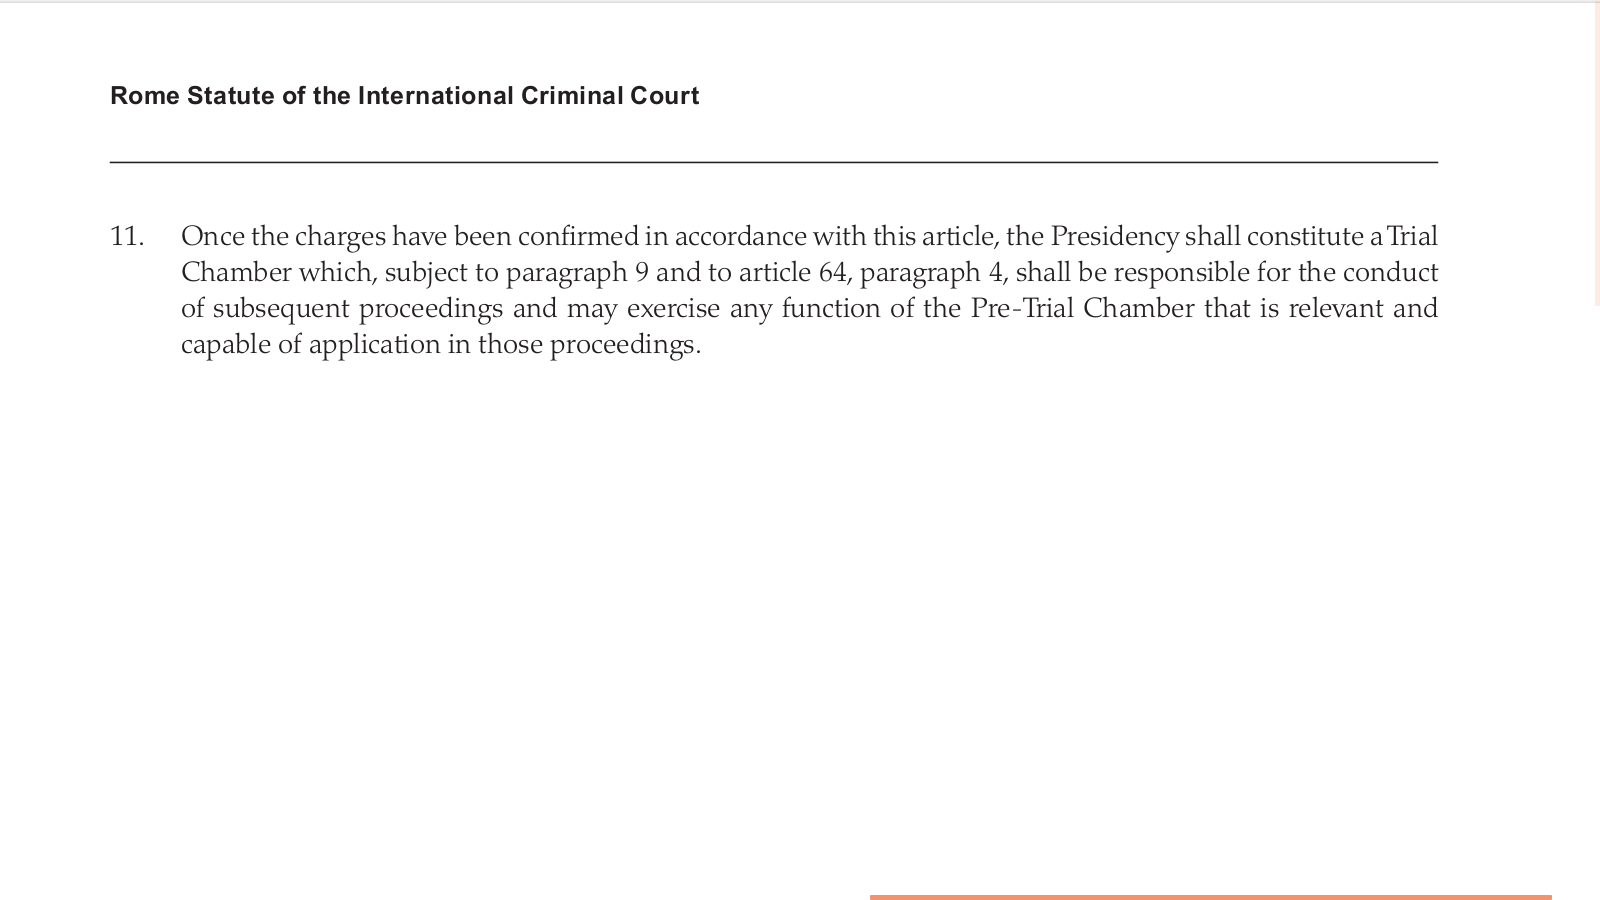 Rome Statute of the International Criminal Court
11. Once the charges have been confirmed in accordance with this article, the Presidency shall constitute a Trial
Chamber which, subject to paragraph 9 and to article 64, paragraph 4, shall be responsible for the conduct
of subsequent proceedings and may exercise any function of the Pre-Trial Chamber that is relevant and
capable of application in those proceedings.